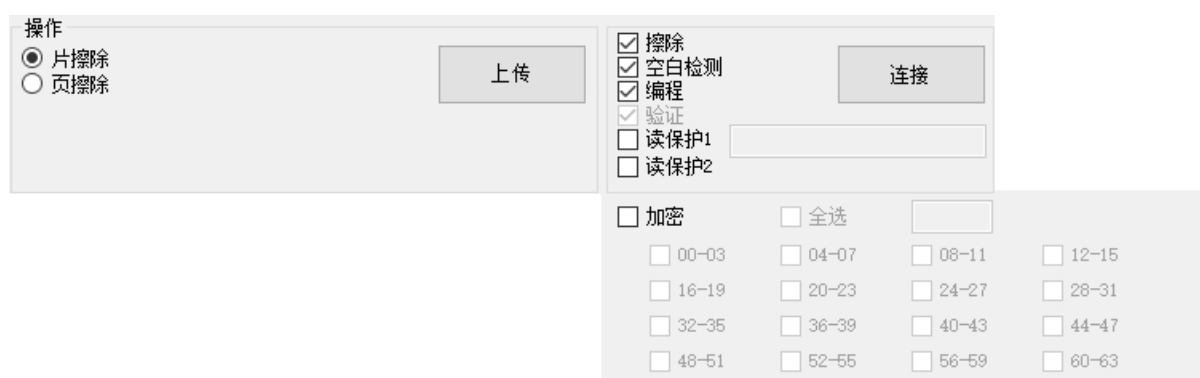 操作
片擦除
页擦除
上传
擦除
空白检测
编程
验证
读保护1
读保护2
连接
加密 全选
00-03 04-07 08-11 12-15
16-19 20-23 24-27 28-31
32-35 36-39 40-43 44-47
48-51 52-55 56-59 60-63